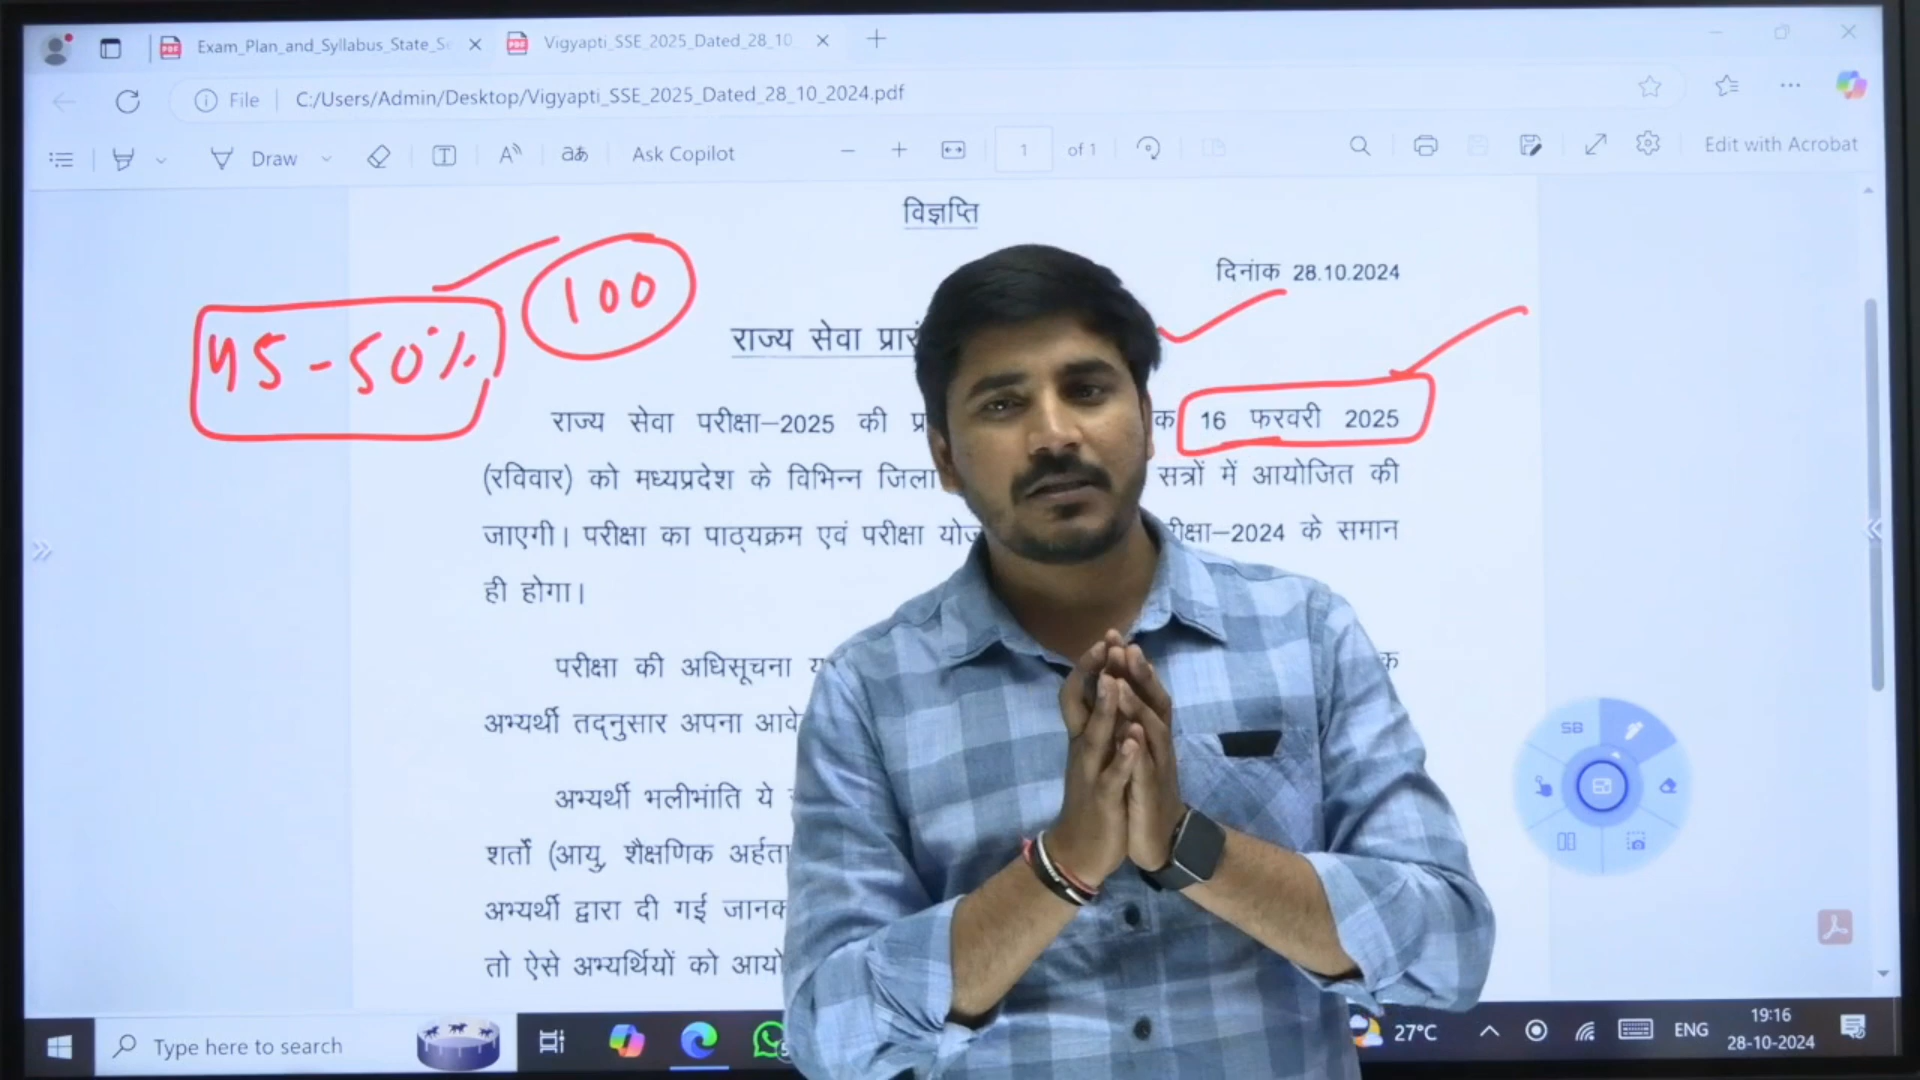 Exam_Plan_and_Syllabus_State_Se
Vigyapti_SSE_2025_Dated_28_10
File
C:/Users/Admin/Desktop/Vigyapti_SSE_2025_Dated_28_10_2024.pdf
Draw
Ask Copilot
1 of 1
Edit with Acrobat
विज्ञप्ति
दिनांक 28.10.2024
100
45-50%
राज्य सेवा प्रारं
राज्य सेवा परीक्षा–2025 की प्र क 16 फरवरी 2025
(रविवार) को मध्यप्रदेश के विभिन्न जिला सत्रों में आयोजित की
जाएगी। परीक्षा का पाठ्यक्रम एवं परीक्षा योज रीक्षा–2024 के समान
ही होगा।
परीक्षा की अधिसूचना य क
अभ्यर्थी तद्नुसार अपना आवे
अभ्यर्थी भलीभांति ये
शर्तों (आयु, शैक्षणिक अर्हता
अभ्यर्थी द्वारा दी गई जानक
तो ऐसे अभ्यर्थियों को आयो
SB
Type here to search
27°C
ENG
19:16
28-10-2024